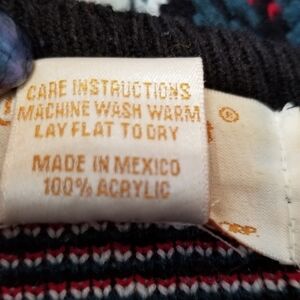 CARE INSTRUCTIONS
MACHINE WASH WARM
LAY FLAT TO DRY
MADE IN MEXICO
100% ACRYLIC
®